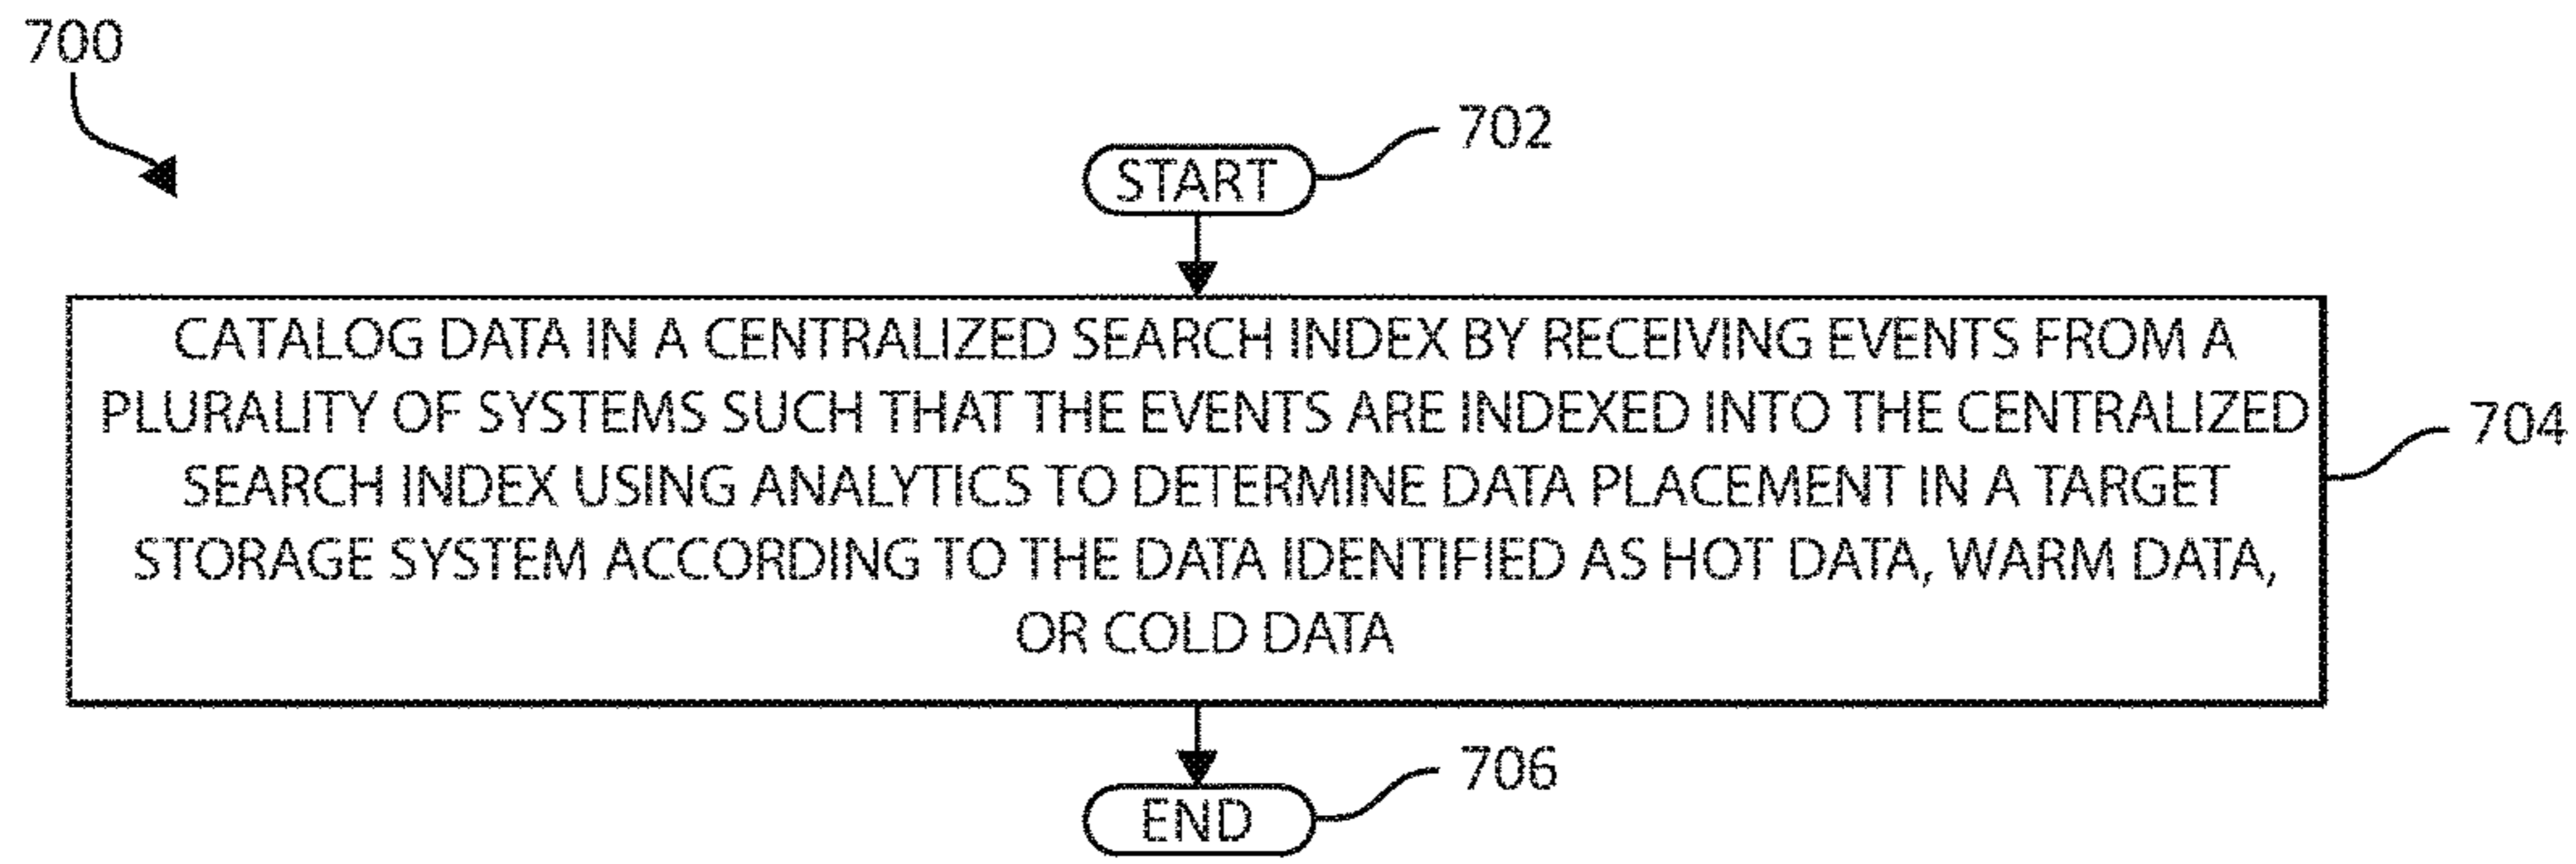 700
702
START
CATALOG DATA IN A CENTRALIZED SEARCH INDEX BY RECEIVING EVENTS FROM A
PLURALITY OF SYSTEMS SUCH THAT THE EVENTS ARE INDEXED INTO THE CENTRALIZED
SEARCH INDEX USING ANALYTICS TO DETERMINE DATA PLACEMENT IN A TARGET
STORAGE SYSTEM ACCORDING TO THE DATA IDENTIFIED AS HOT DATA, WARM DATA,
OR COLD DATA
704
706
END